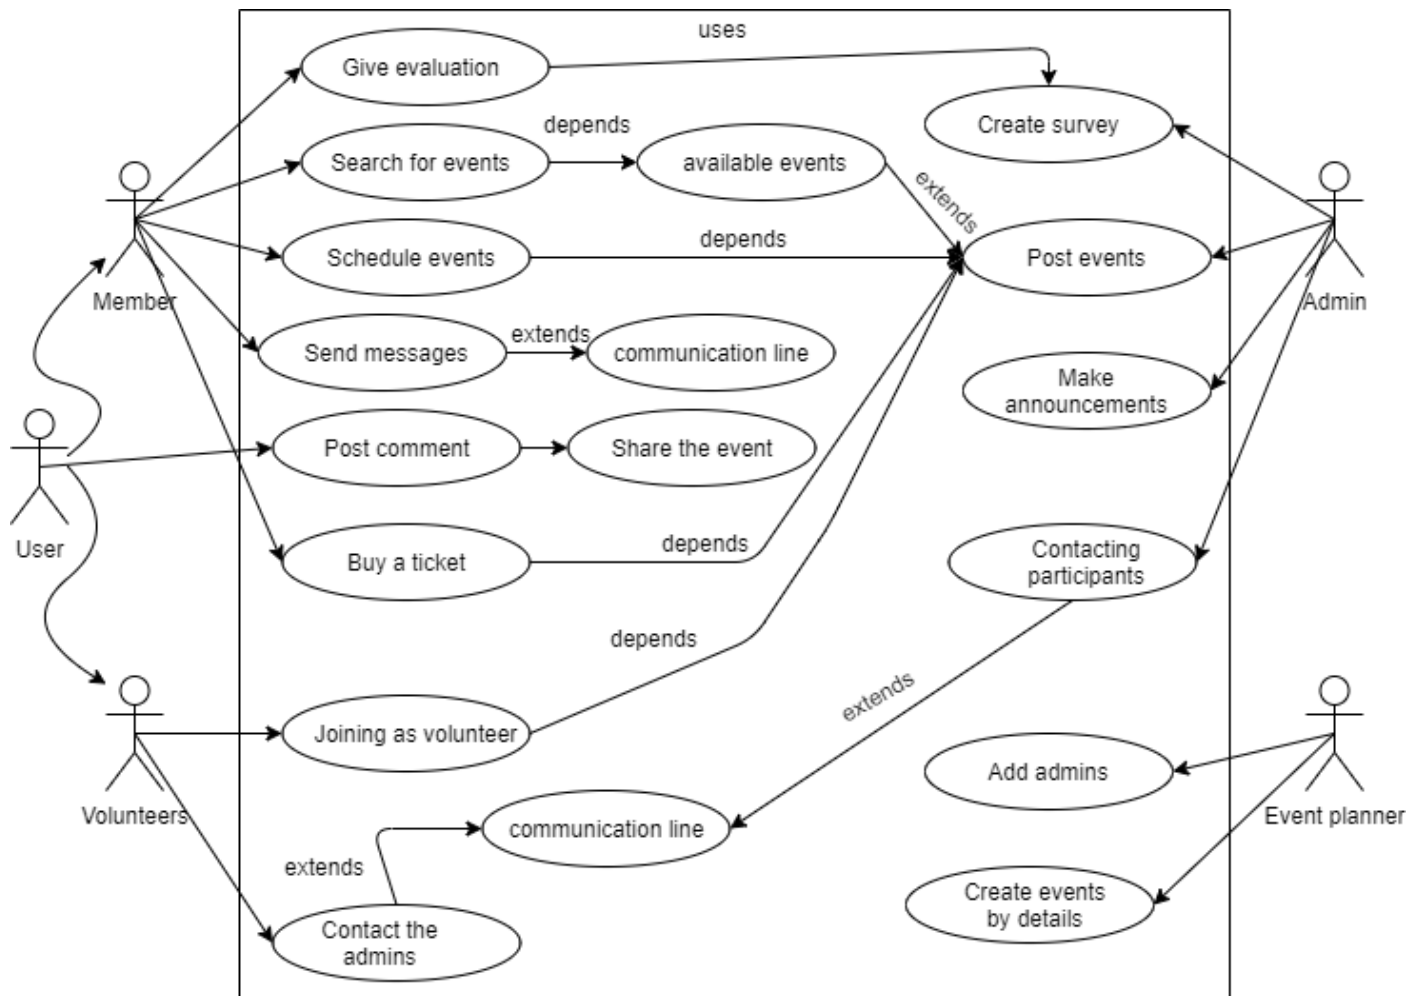 uses
Give evaluation
Create survey
depends
Search for events
available events
extends
Schedule events
depends
Post events
Member
Admin
Send messages
extends
communication line
Make
announcements
Post comment
Share the event
User
Buy a ticket
depends
Contacting
participants
depends
extends
Joining as volunteer
Add admins
Volunteers
communication line
Event planner
extends
Create events
by details
Contact the
admins